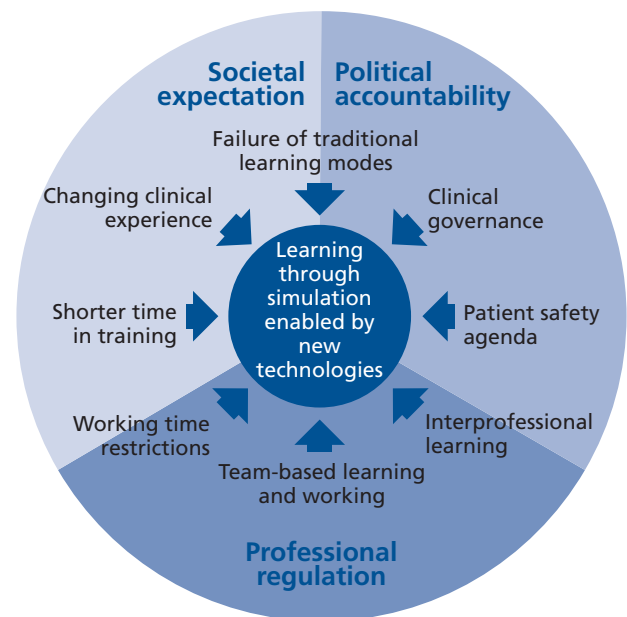 Societal
expectation
Political
accountability
Failure of traditional
learning modes
Changing clinical
experience
Clinical
governance
Learning
through
simulation
enabled by
new
technologies
Shorter time
in training
Patient safety
agenda
Working time
restrictions
Interprofessional
learning
Team-based learning
and working
Professional
regulation